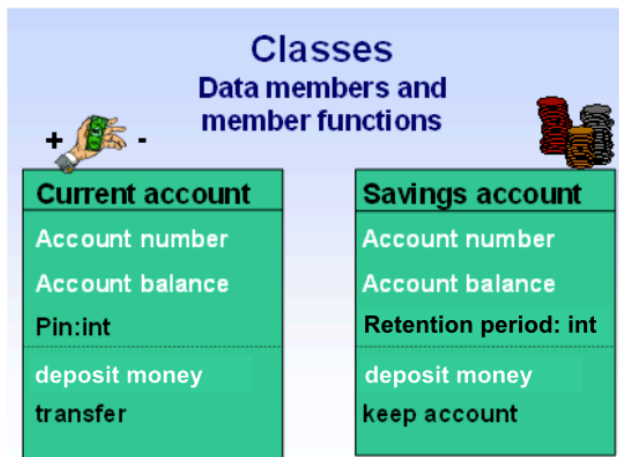 Classes
Data members and
member functions
+ -
Current account
Account number
Account balance
Pin:int
deposit money
transfer
Savings account
Account number
Account balance
Retention period: int
deposit money
keep account